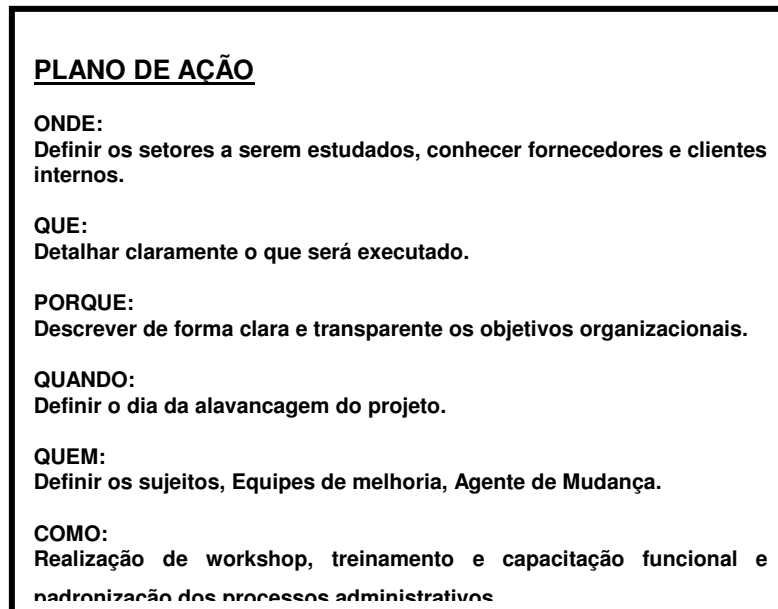 PLANO DE AÇÃO
ONDE:
Definir os setores a serem estudados, conhecer fornecedores e clientes
internos.
QUE:
Detalhar claramente o que será executado.
PORQUE:
Descrever de forma clara e transparente os objetivos organizacionais.
QUANDO:
Definir o dia da alavancagem do projeto.
QUEM:
Definir os sujeitos, Equipes de melhoria, Agente de Mudança.
COMO:
Realização de workshop, treinamento e capacitação funcional e
padronização dos processos administrativos